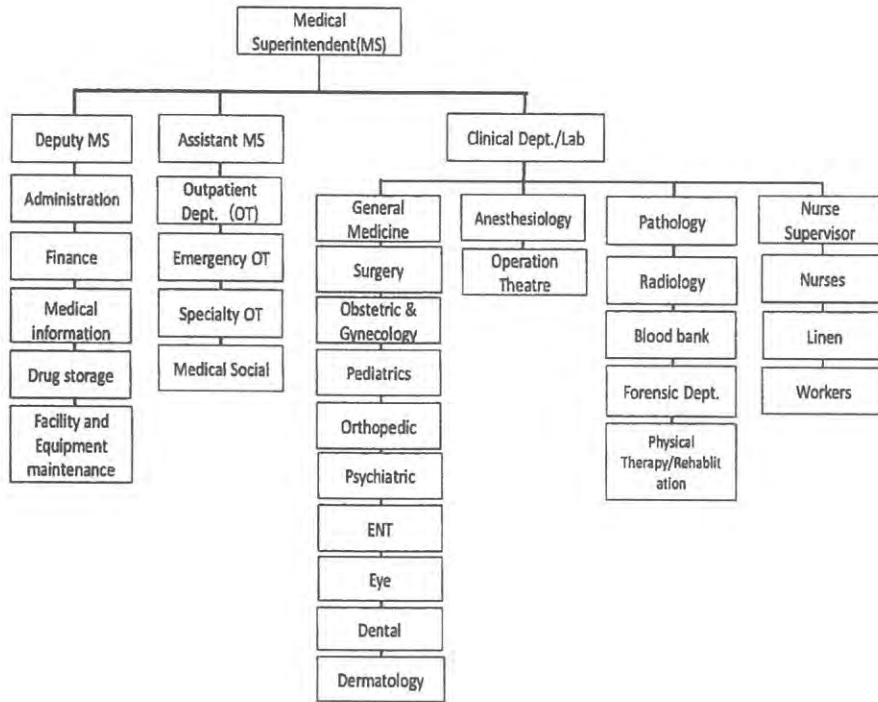 Medical
Superintendent(MS)
Deputy MS
Assistant MS
Clinical Dept./Lab
Administration
Finance
Medical
information
Drug storage
Facility and
Equipment
maintenance
Outpatient
Dept. (OT)
Emergency OT
Specialty OT
Medical Social
General
Medicine
Surgery
Obstetric &
Gynecology
Pediatrics
Orthopedic
Psychiatric
ENT
Eye
Dental
Dermatology
Anesthesiology
Operation
Theatre
Pathology
Radiology
Blood bank
Forensic Dept.
Physical
Therapy/Rehablit
ation
Nurse
Supervisor
Nurses
Linen
Workers